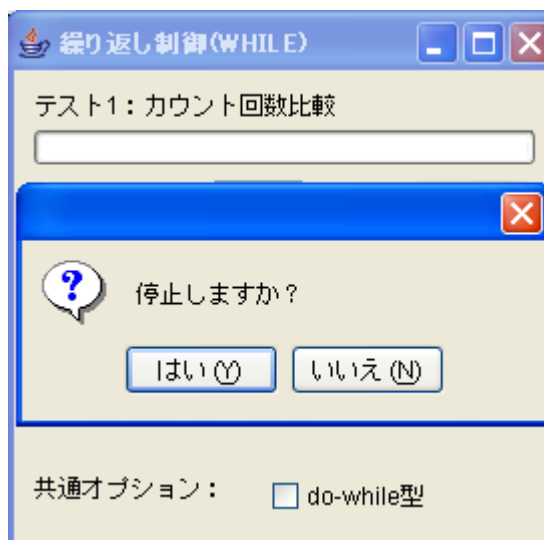 繰り返し制御(WHILE)
テスト1：カウント回数比較
停止しますか？
はい(Y)
いいえ(N)
共通オプション：
do-while型